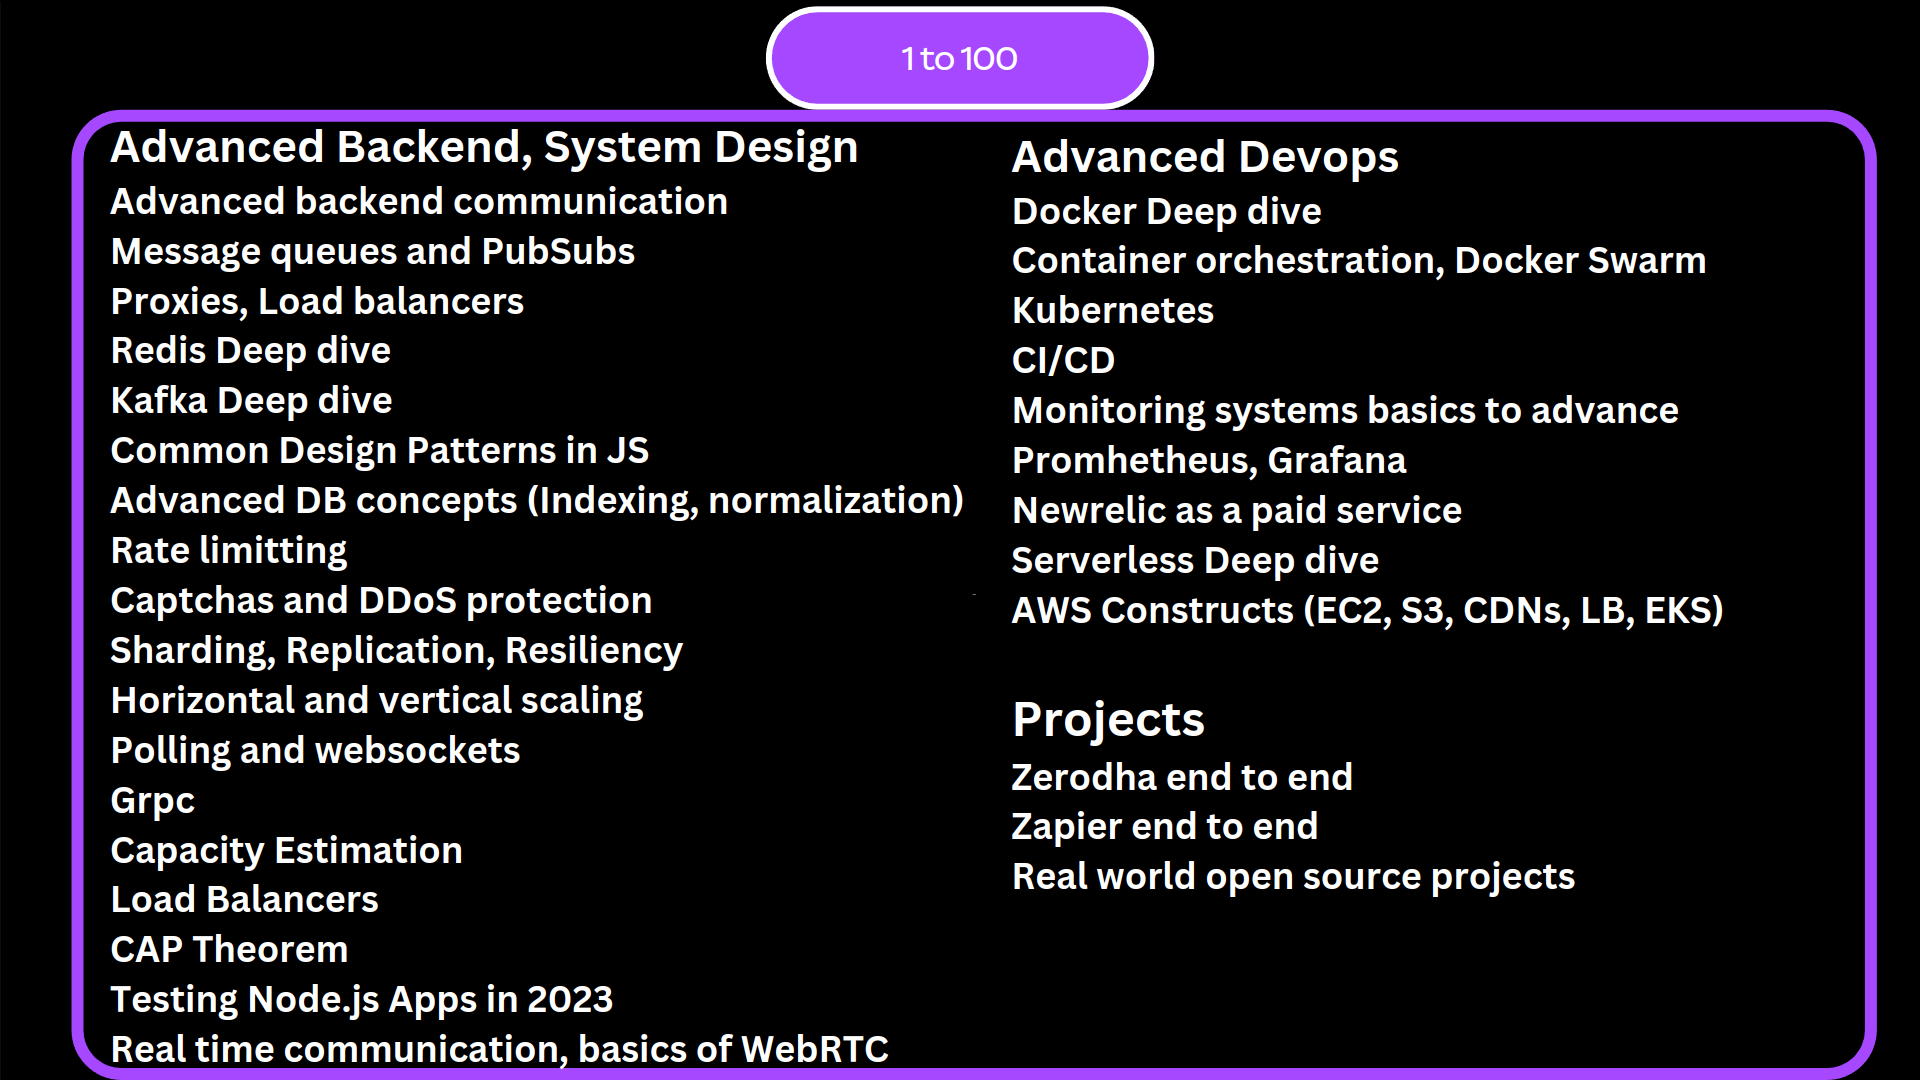 1 to 100
Advanced Backend, System Design
Advanced backend communication
Message queues and PubSubs
Proxies, Load balancers
Redis Deep dive
Kafka Deep dive
Common Design Patterns in JS
Advanced DB concepts (Indexing, normalization)
Rate limitting
Captchas and DDoS protection
Sharding, Replication, Resiliency
Horizontal and vertical scaling
Polling and websockets
Grpc
Capacity Estimation
Load Balancers
CAP Theorem
Testing Node.js Apps in 2023
Real time communication, basics of WebRTC
Advanced Devops
Docker Deep dive
Container orchestration, Docker Swarm
Kubernetes
CI/CD
Monitoring systems basics to advance
Promhetheus, Grafana
Newrelic as a paid service
Serverless Deep dive
AWS Constructs (EC2, S3, CDNs, LB, EKS)
Projects
Zerodha end to end
Zapier end to end
Real world open source projects